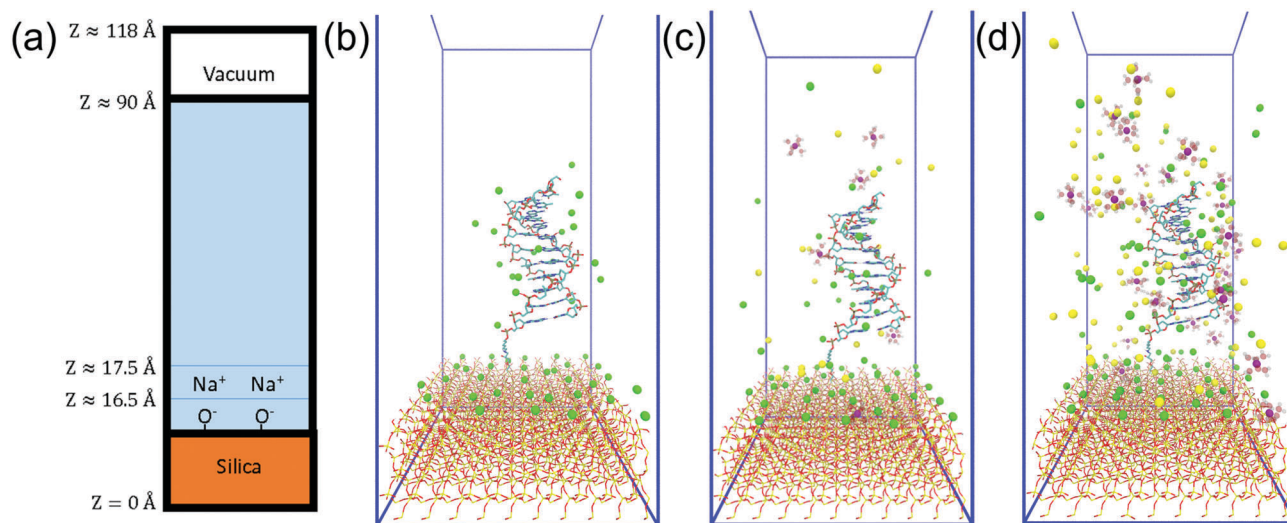 (a)
Z ≈ 118 Å
Vacuum
Z ≈ 90 Å
Z ≈ 17.5 Å
Na⁺ Na⁺
Z ≈ 16.5 Å
O⁻ O⁻
Silica
Z = 0 Å
(b)
(c)
(d)